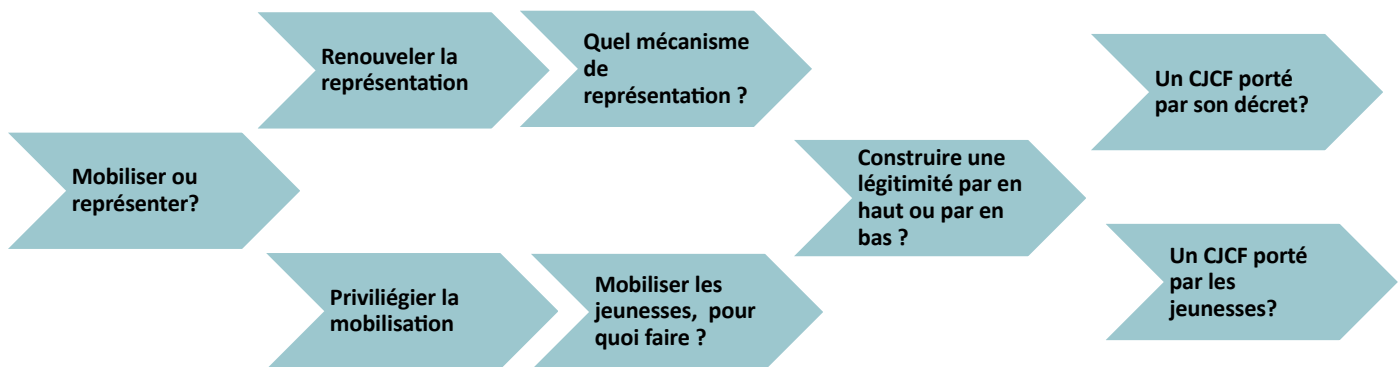 Mobiliser ou
représenter?
Renouveler la
représentation
Quel mécanisme
de
représentation ?
Priviliégier la
mobilisation
Mobiliser les
jeunesses,  pour
quoi faire ?
Construire une
légitimité par en
haut ou par en
bas ?
Un CJCF porté
par son décret?
Un CJCF porté
par les
jeunesses?